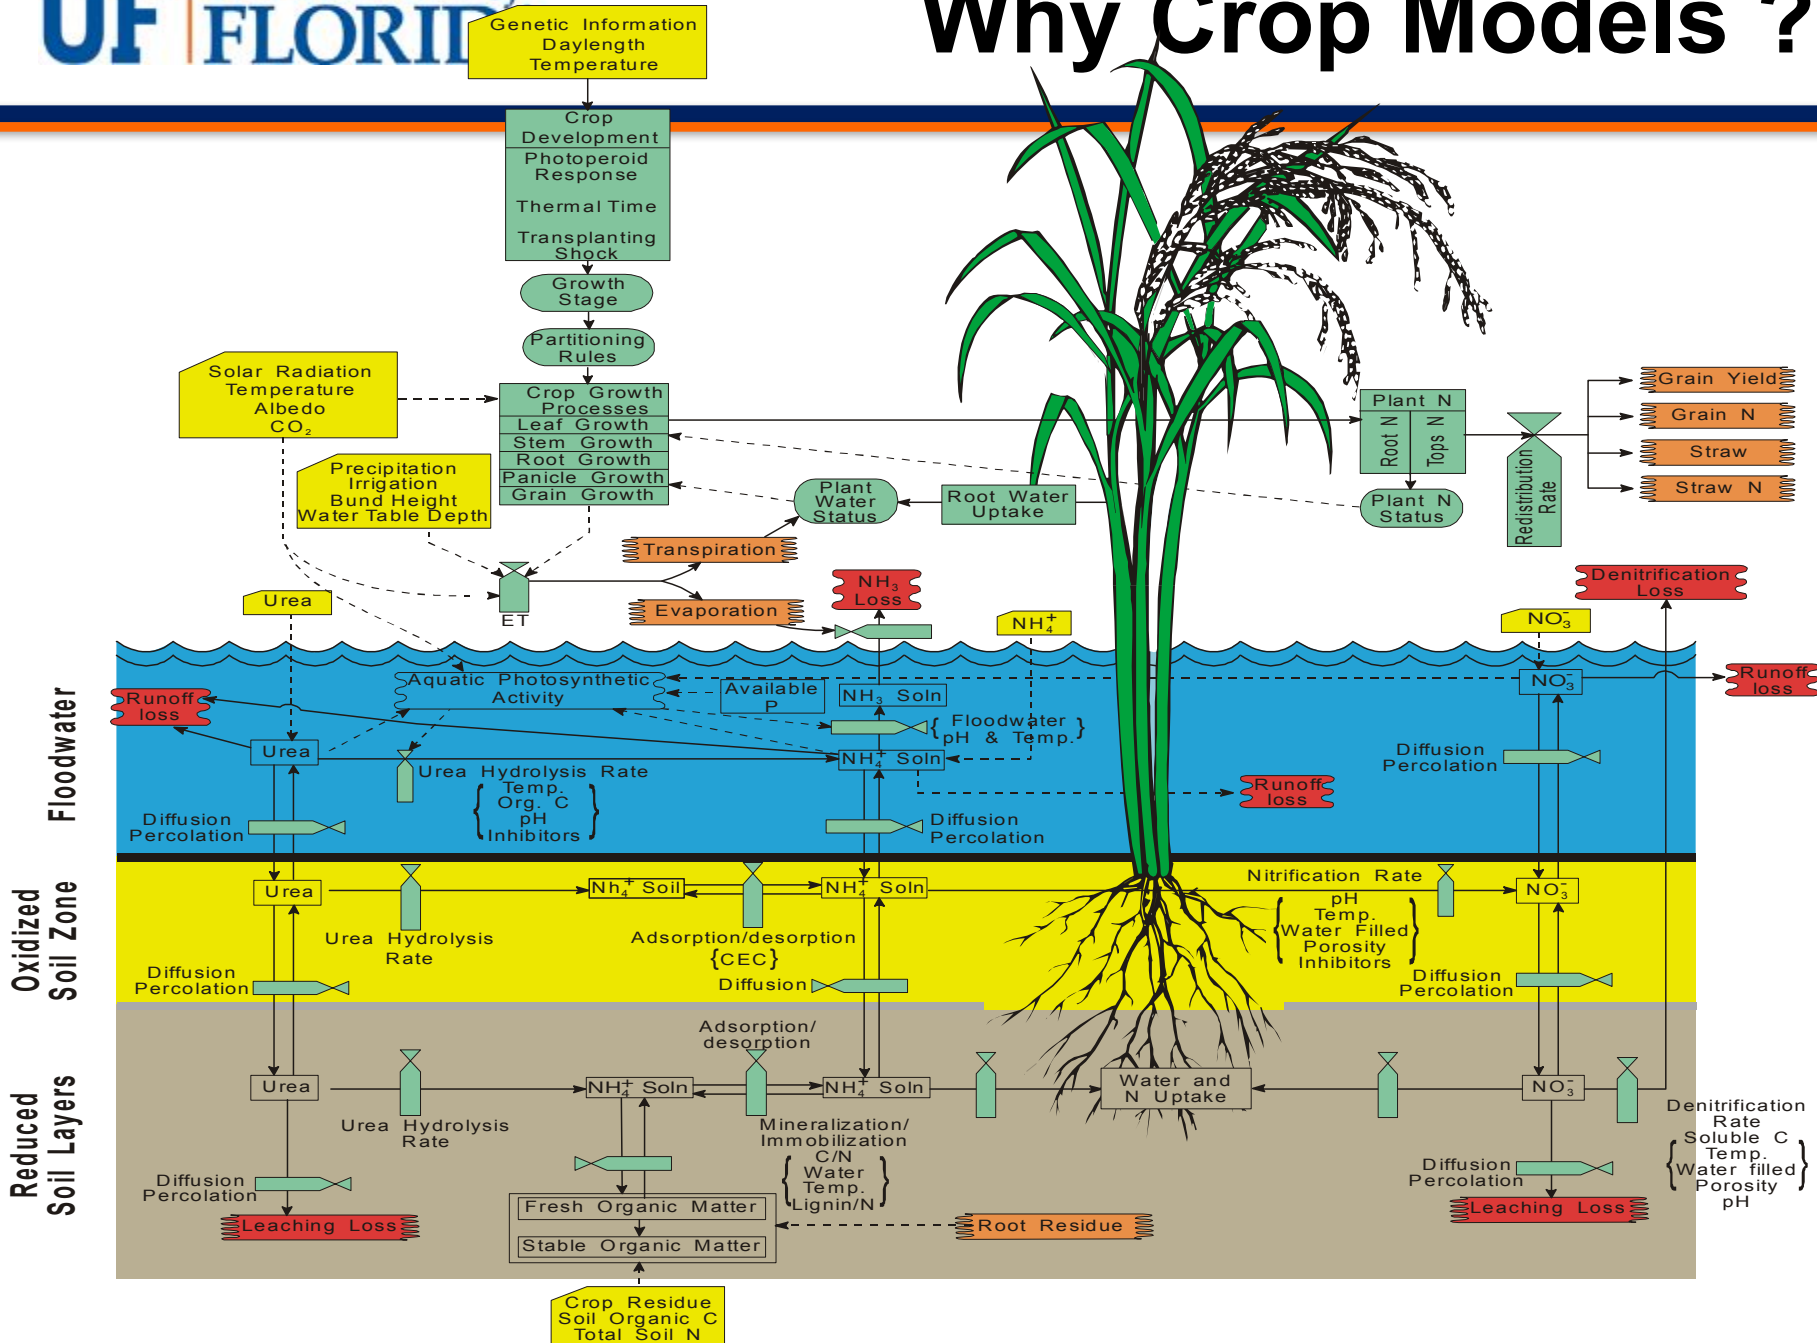 UF FLORID
Why Crop Models ?
Genetic Information
Daylength
Temperature
Crop
Development
Photoperoid
Response
Thermal Time
Transplanting
Shock
Growth
Stage
Partitioning
Rules
Solar Radiation
Temperature
Albedo
CO₂
Crop Growth
Processes
Leaf Growth
Stem Growth
Root Growth
Panicle Growth
Grain Growth
Precipitation
Irrigation
Bund Height
Water Table Depth
Plant
Water
Status
Root Water
Uptake
Plant N
Root N
Tops N
Plant N
Status
Redistribution
Rate
Grain Yield
Grain N
Straw
Straw N
Transpiration
Evaporation
ET
Urea
NH₃
Loss
NH₄⁺
NO₃⁻
Denitrification
Loss
Floodwater
Runoff
loss
Aquatic Photosynthetic
Activity
Available
P
NH₃ Soln
{ Floodwater
pH & Temp. }
NO₃⁻
Runoff
loss
Urea
NH₄⁺ Soln
Urea Hydrolysis Rate
Temp.
Org. C
pH
Inhibitors
Runoff
loss
Diffusion
Percolation
Diffusion
Percolation
Diffusion
Percolation
Oxidized
Soil Zone
Urea
Nh₄⁺ Soil
NH₄⁺ Soln
Nitrification Rate
pH
Temp.
Water Filled
Porosity
Inhibitors
NO₃⁻
Urea Hydrolysis
Rate
Adsorption/desorption
{CEC}
Diffusion
Diffusion
Percolation
Diffusion
Percolation
Reduced
Soil Layers
Adsorption/
desorption
Urea
NH₄⁺ Soln
NH₄⁺ Soln
Water and
N Uptake
NO₃⁻
Urea Hydrolysis
Rate
Mineralization/
Immobilization
C/N
Water
Temp.
Lignin/N
Denitrification
Rate
Soluble C
Temp.
Water filled
Porosity
pH
Diffusion
Percolation
Diffusion
Percolation
Leaching Loss
Fresh Organic Matter
Stable Organic Matter
Root Residue
Leaching Loss
Crop Residue
Soil Organic C
Total Soil N